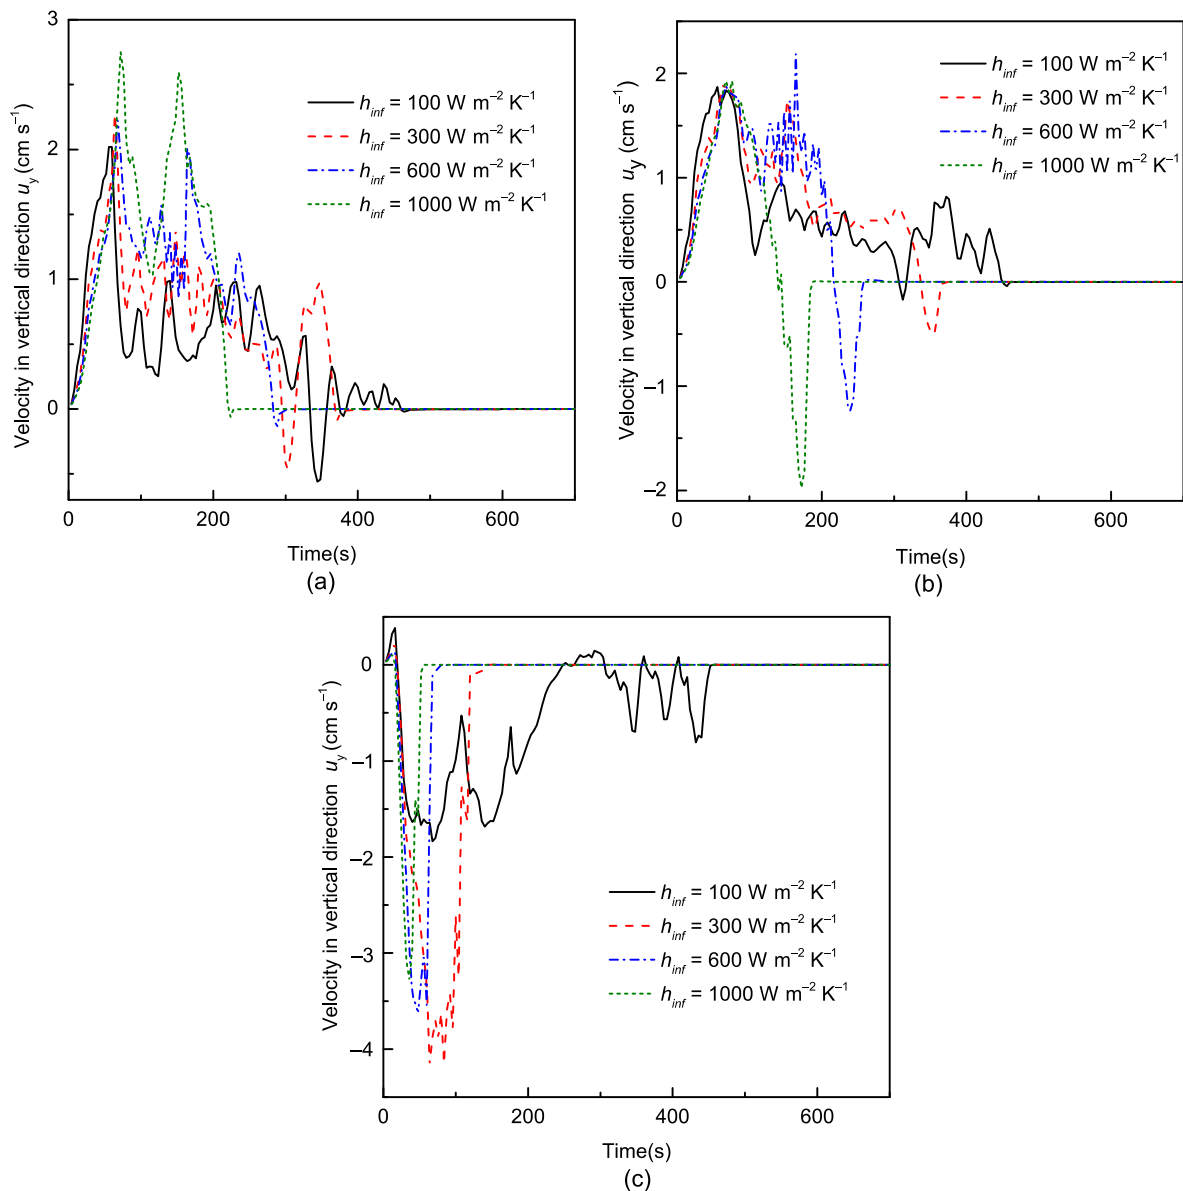 3
2
1
0
0
200
400
600
Velocity in vertical direction u_y (cm s⁻¹)
h_inf = 100 W m⁻² K⁻¹
h_inf = 300 W m⁻² K⁻¹
h_inf = 600 W m⁻² K⁻¹
h_inf = 1000 W m⁻² K⁻¹
Time(s)
(a)
2
1
0
−1
−2
0
200
400
600
Velocity in vertical direction u_y (cm s⁻¹)
h_inf = 100 W m⁻² K⁻¹
h_inf = 300 W m⁻² K⁻¹
h_inf = 600 W m⁻² K⁻¹
h_inf = 1000 W m⁻² K⁻¹
Time(s)
(b)
0
−1
−2
−3
−4
0
200
400
600
Velocity in vertical direction u_y (cm s⁻¹)
h_inf = 100 W m⁻² K⁻¹
h_inf = 300 W m⁻² K⁻¹
h_inf = 600 W m⁻² K⁻¹
h_inf = 1000 W m⁻² K⁻¹
Time(s)
(c)